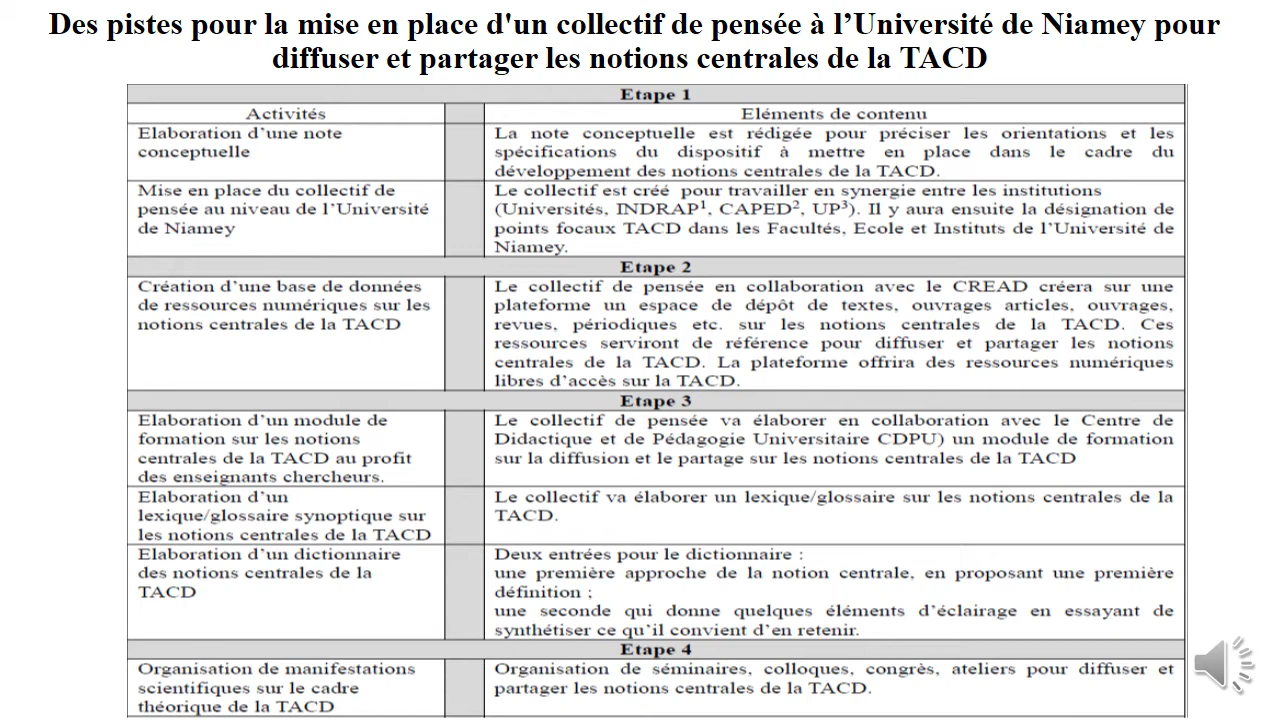 Des pistes pour la mise en place d'un collectif de pensée à l’Université de Niamey pour
diffuser et partager les notions centrales de la TACD
Etape 1
Activités
Eléments de contenu
Elaboration d’une note
conceptuelle
La note conceptuelle est rédigée pour préciser les orientations et les
spécifications du dispositif à mettre en place dans le cadre du
développement des notions centrales de la TACD.
Mise en place du collectif de
pensée au niveau de l’Université
de Niamey
Le collectif est créé pour travailler en synergie entre les institutions
(Universités, INDRAP¹, CAPED², UP³). Il y aura ensuite la désignation de
points focaux TACD dans les Facultés, Ecole et Instituts de l’Université de
Niamey.
Etape 2
Création d’une base de données
de ressources numériques sur les
notions centrales de la TACD
Le collectif de pensée en collaboration avec le CREAD créera sur une
plateforme un espace de dépôt de textes, ouvrages articles, ouvrages,
revues, périodiques etc. sur les notions centrales de la TACD. Ces
ressources serviront de référence pour diffuser et partager les notions
centrales de la TACD. La plateforme offrira des ressources numériques
libres d’accès sur la TACD.
Etape 3
Elaboration d’un module de
formation sur les notions
centrales de la TACD au profit
des enseignants chercheurs.
Le collectif de pensée va élaborer en collaboration avec le Centre de
Didactique et de Pédagogie Universitaire CDPU) un module de formation
sur la diffusion et le partage sur les notions centrales de la TACD
Elaboration d’un
lexique/glossaire synoptique sur
les notions centrales de la TACD
Le collectif va élaborer un lexique/glossaire sur les notions centrales de la
TACD.
Elaboration d’un dictionnaire
des notions centrales de la
TACD
Deux entrées pour le dictionnaire :
une première approche de la notion centrale, en proposant une première
définition ;
une seconde qui donne quelques éléments d’éclairage en essayant de
synthétiser ce qu’il convient d’en retenir.
Etape 4
Organisation de manifestations
scientifiques sur le cadre
théorique de la TACD
Organisation de séminaires, colloques, congrès, ateliers pour diffuser et
partager les notions centrales de la TACD.